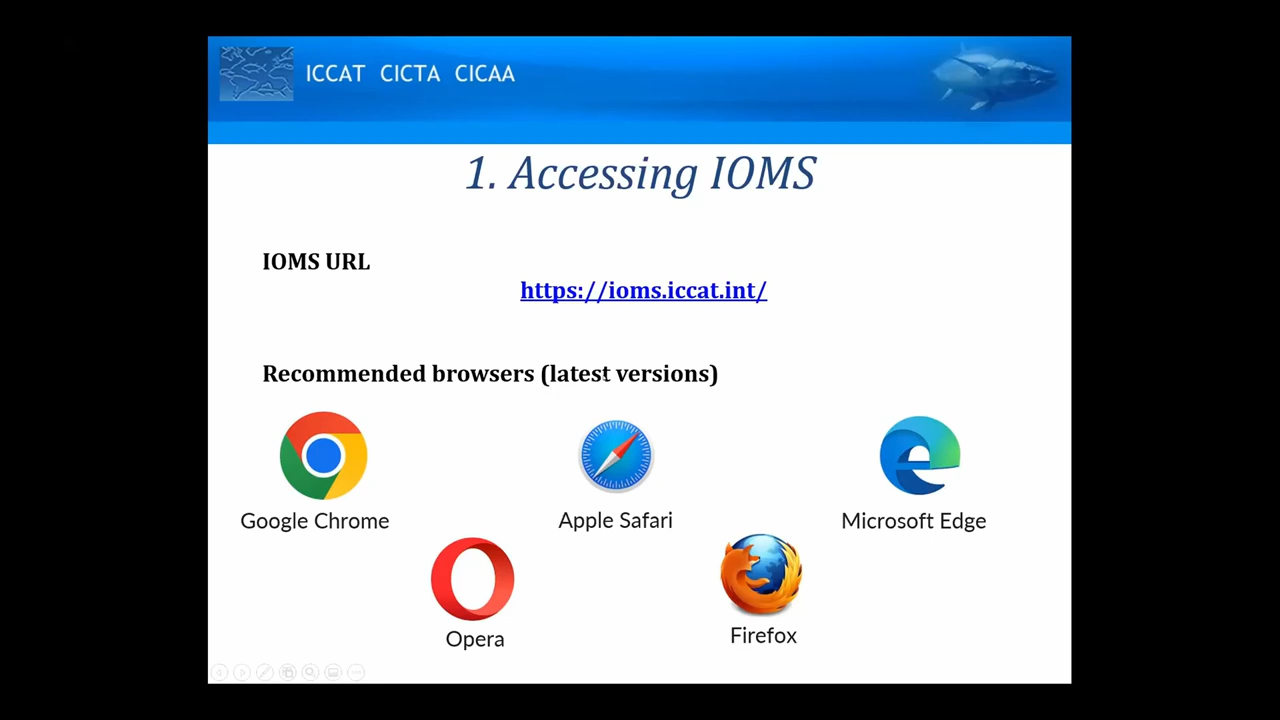 ICCAT CICTA CICAA
1. Accessing IOMS
IOMS URL
https://ioms.iccat.int/
Recommended browsers (latest versions)
Google Chrome
Apple Safari
Microsoft Edge
Opera
Firefox